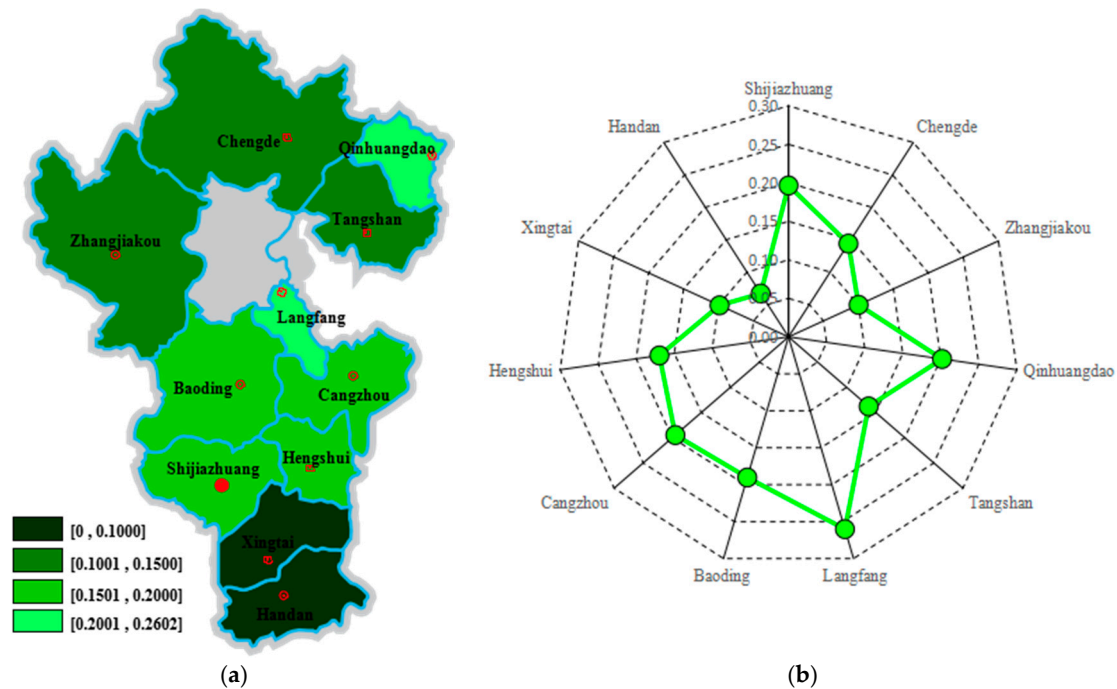 Chengde
Qinhuangdao
Tangshan
Zhangjiakou
Langfang
Baoding
Cangzhou
Hengshui
Shijiazhuang
Xingtai
Handan
[0 , 0.1000]
[0.1001 , 0.1500]
[0.1501 , 0.2000]
[0.2001 , 0.2602]
(a)
Shijiazhuang
0.30
Handan
Chengde
0.25
0.20
Xingtai
Zhangjiakou
0.15
0.10
0.05
0.00
Hengshui
Qinhuangdao
Cangzhou
Tangshan
Baoding
Langfang
(b)